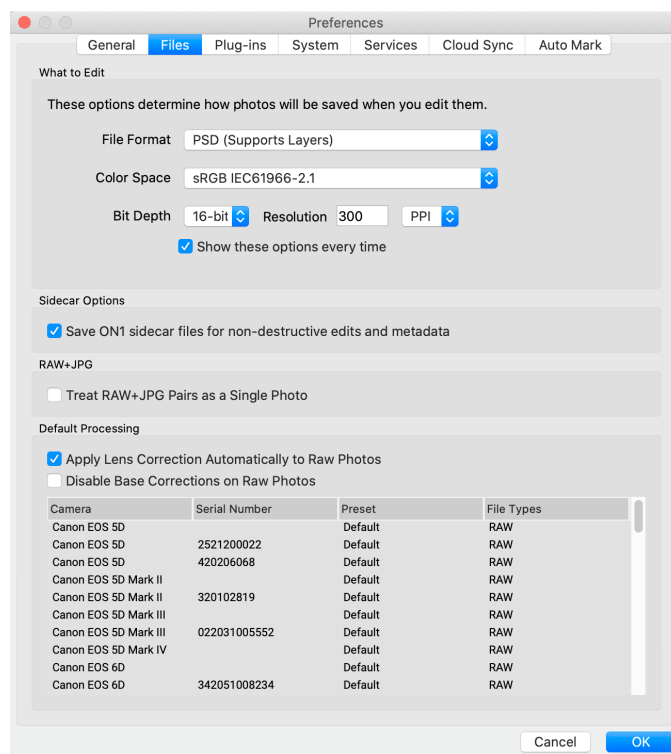 Preferences
General Files Plug-ins System Services Cloud Sync Auto Mark
What to Edit
These options determine how photos will be saved when you edit them.
File Format PSD (Supports Layers)
Color Space sRGB IEC61966-2.1
Bit Depth 16-bit Resolution 300 PPI
Show these options every time
Sidecar Options
Save ON1 sidecar files for non-destructive edits and metadata
RAW+JPG
Treat RAW+JPG Pairs as a Single Photo
Default Processing
Apply Lens Correction Automatically to Raw Photos
Disable Base Corrections on Raw Photos
Camera Serial Number Preset File Types
Canon EOS 5D Default RAW
Canon EOS 5D 2521200022 Default RAW
Canon EOS 5D 420206068 Default RAW
Canon EOS 5D Mark II Default RAW
Canon EOS 5D Mark II 320102819 Default RAW
Canon EOS 5D Mark III Default RAW
Canon EOS 5D Mark III 022031005552 Default RAW
Canon EOS 5D Mark IV Default RAW
Canon EOS 6D Default RAW
Canon EOS 6D 342051008234 Default RAW
Cancel OK